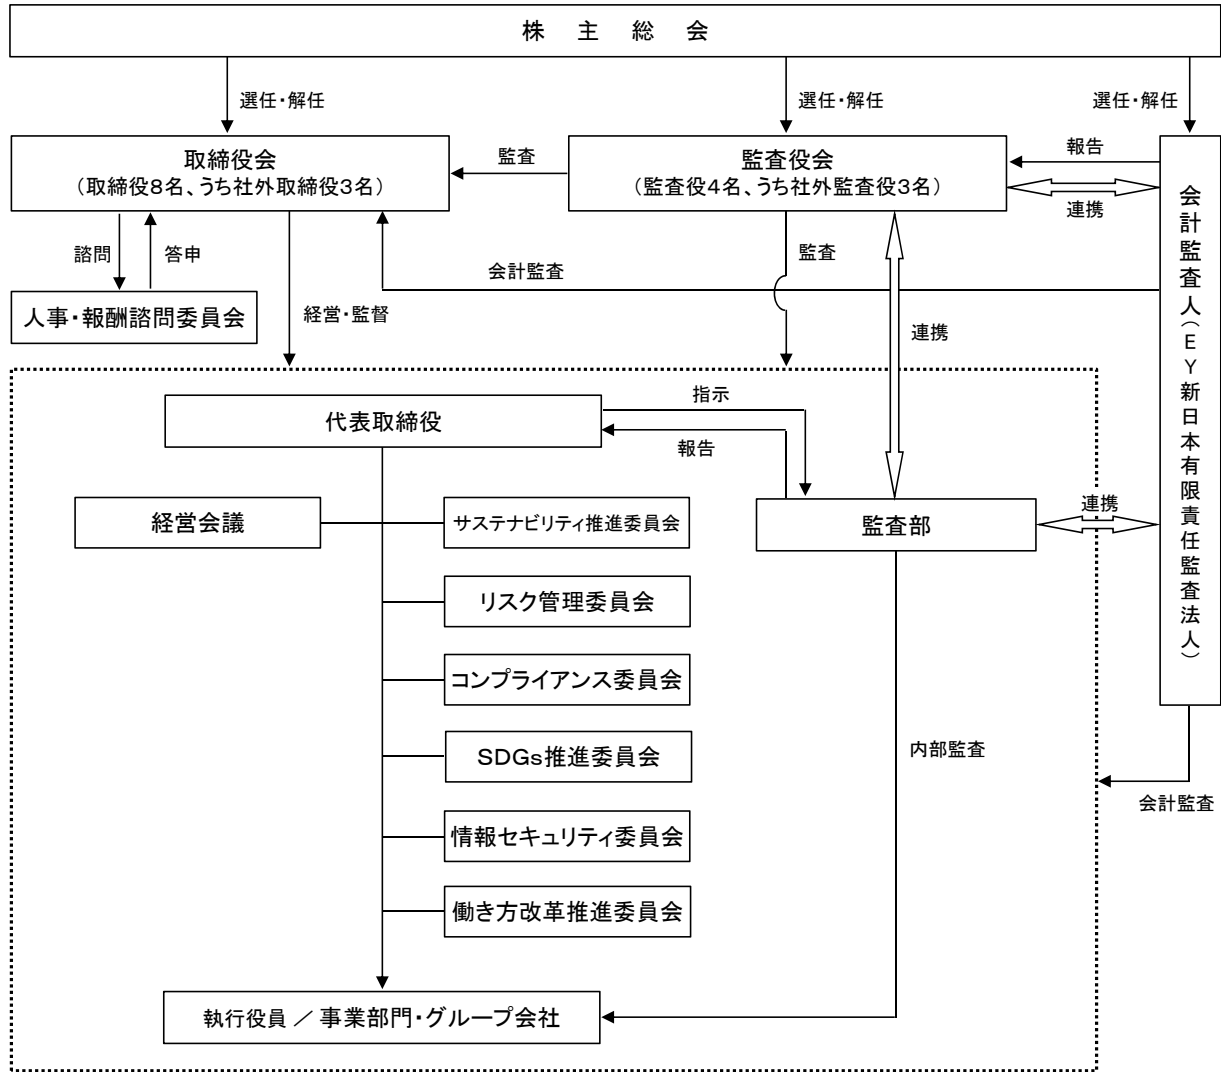 株主総会
選任・解任
選任・解任
選任・解任
取締役会
（取締役８名、うち社外取締役３名）
監査
監査役会
（監査役４名、うち社外監査役３名）
報告
連携
会計監査人（ＥＹ新日本有限責任監査法人）
諮問
答申
会計監査
監査
人事・報酬諮問委員会
経営・監督
連携
代表取締役
指示
報告
経営会議
サステナビリティ推進委員会
監査部
連携
リスク管理委員会
コンプライアンス委員会
ＳＤＧｓ推進委員会
内部監査
会計監査
情報セキュリティ委員会
働き方改革推進委員会
執行役員 ／ 事業部門・グループ会社